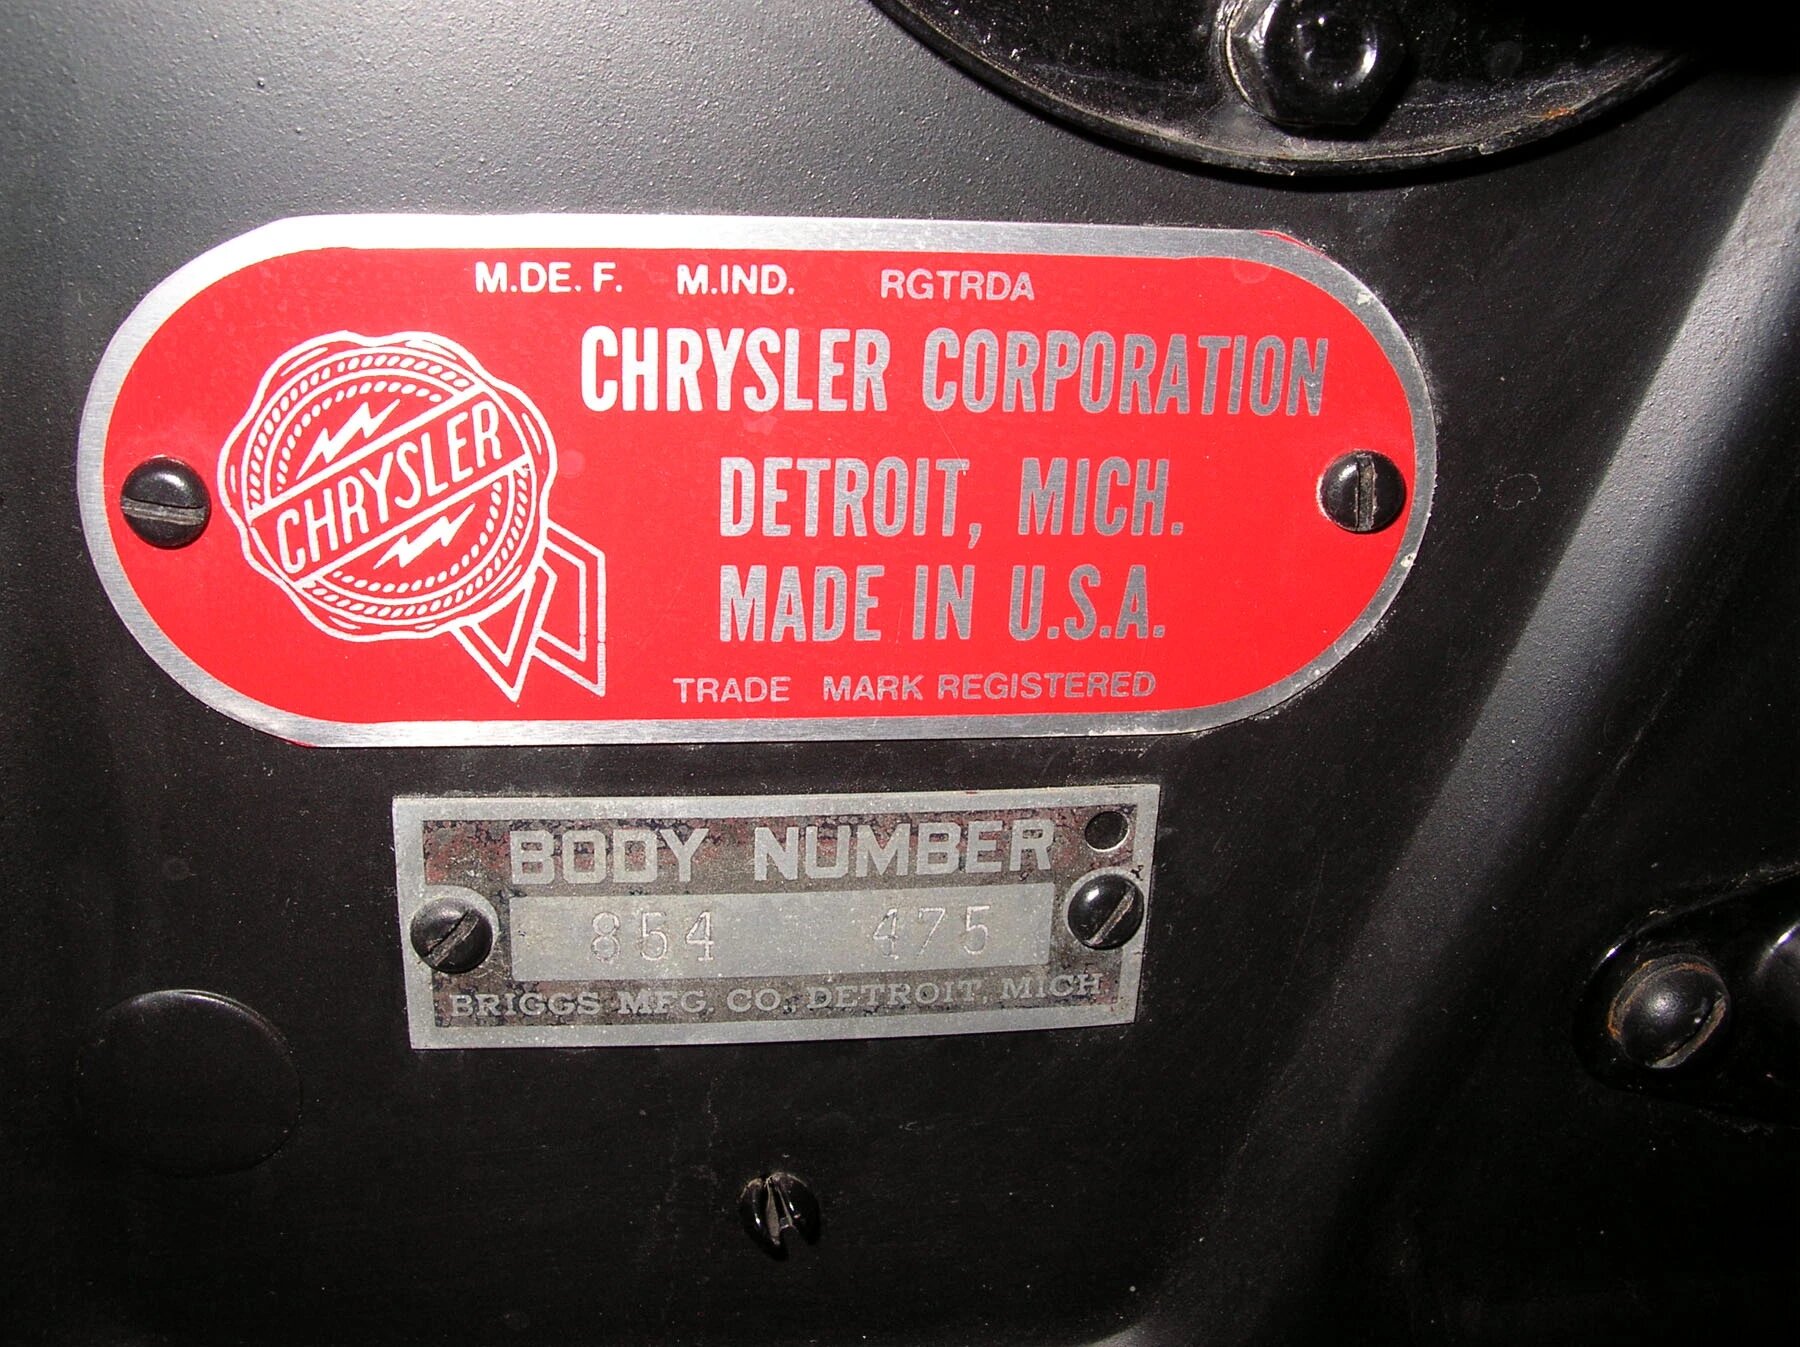 M.DE. F. M.IND. RGTRDA
CHRYSLER CORPORATION
CHRYSLER
DETROIT, MICH.
MADE IN U.S.A.
TRADE MARK REGISTERED
BODY NUMBER
854 475
BRIGGS MFG. CO., DETROIT, MICH.